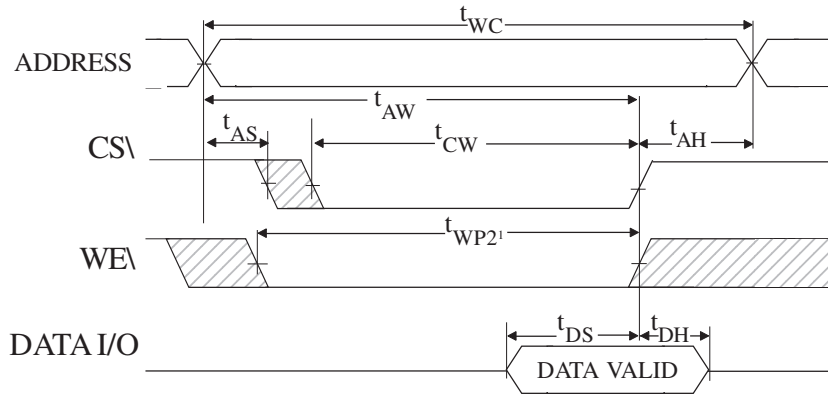 tWC
ADDRESS
tAW
tAS
tCW
tAH
CS\
tWP2¹
WE\
tDS
tDH
DATA I/O
DATA VALID